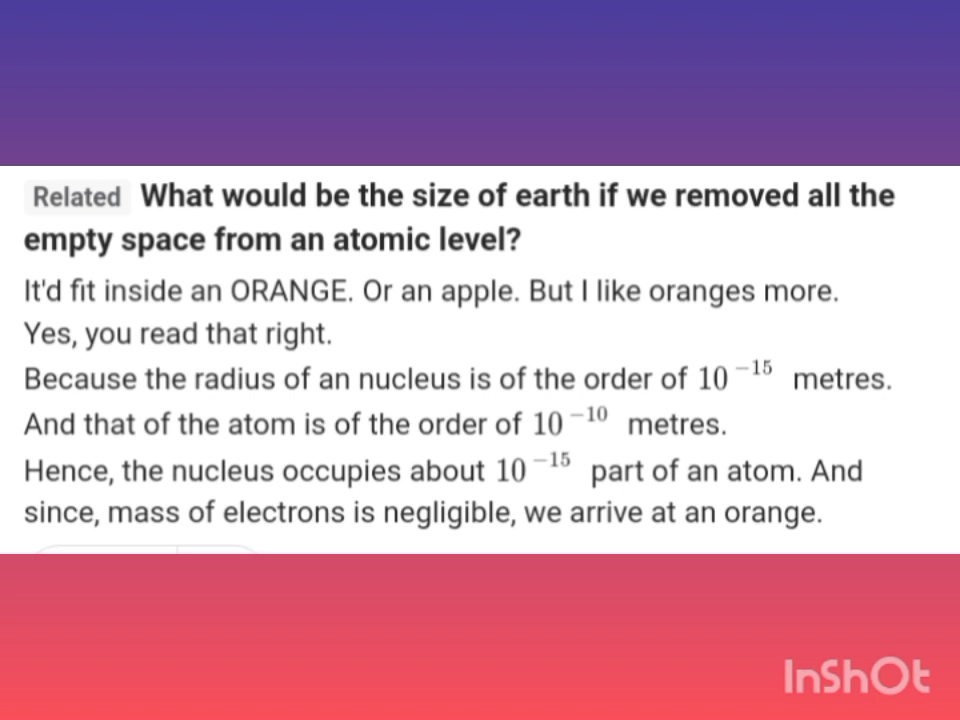 Related What would be the size of earth if we removed all the
empty space from an atomic level?
It'd fit inside an ORANGE. Or an apple. But I like oranges more.
Yes, you read that right.
Because the radius of an nucleus is of the order of 10⁻¹⁵ metres.
And that of the atom is of the order of 10⁻¹⁰ metres.
Hence, the nucleus occupies about 10⁻¹⁵ part of an atom. And
since, mass of electrons is negligible, we arrive at an orange.
InShOt